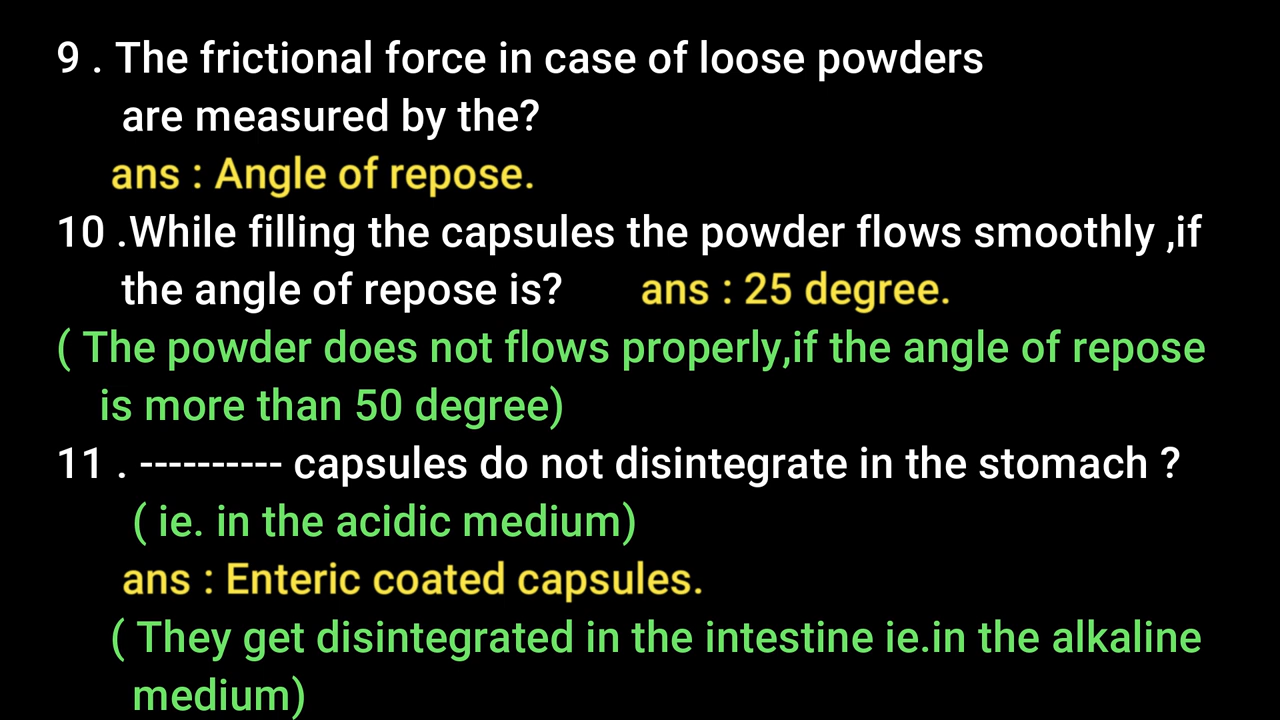 9 . The frictional force in case of loose powders
are measured by the?
ans : Angle of repose.
10 .While filling the capsules the powder flows smoothly ,if
the angle of repose is? ans : 25 degree.
( The powder does not flows properly,if the angle of repose
is more than 50 degree)
11 . ---------- capsules do not disintegrate in the stomach ?
( ie. in the acidic medium)
ans : Enteric coated capsules.
( They get disintegrated in the intestine ie.in the alkaline
medium)